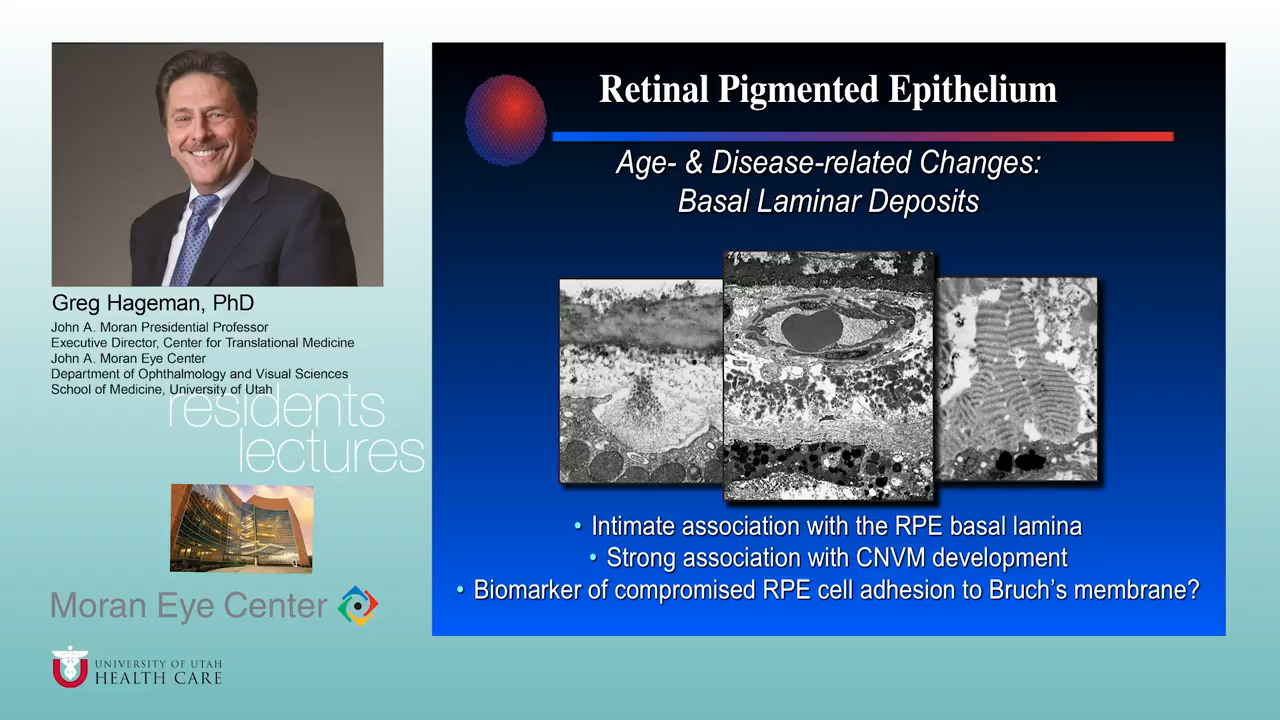 Greg Hageman, PhD
John A. Moran Presidential Professor
Executive Director, Center for Translational Medicine
John A. Moran Eye Center
Department of Ophthalmology and Visual Sciences
School of Medicine, University of Utah
residents
lectures
Moran Eye Center
UNIVERSITY OF UTAH
HEALTH CARE
Retinal Pigmented Epithelium
Age- & Disease-related Changes:
Basal Laminar Deposits
• Intimate association with the RPE basal lamina
• Strong association with CNVM development
• Biomarker of compromised RPE cell adhesion to Bruch's membrane?